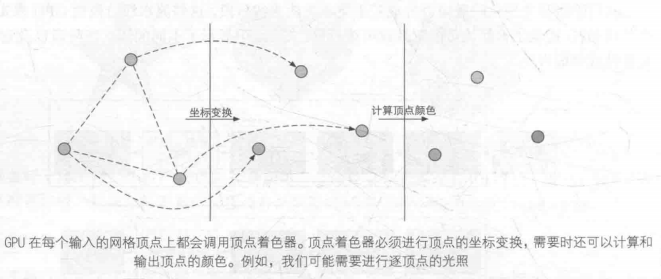 坐标变换
计算顶点颜色
GPU 在每个输入的网格顶点上都会调用顶点着色器。顶点着色器必须进行顶点的坐标变换，需要时还可以计算和
输出顶点的颜色。例如，我们可能需要进行逐顶点的光照